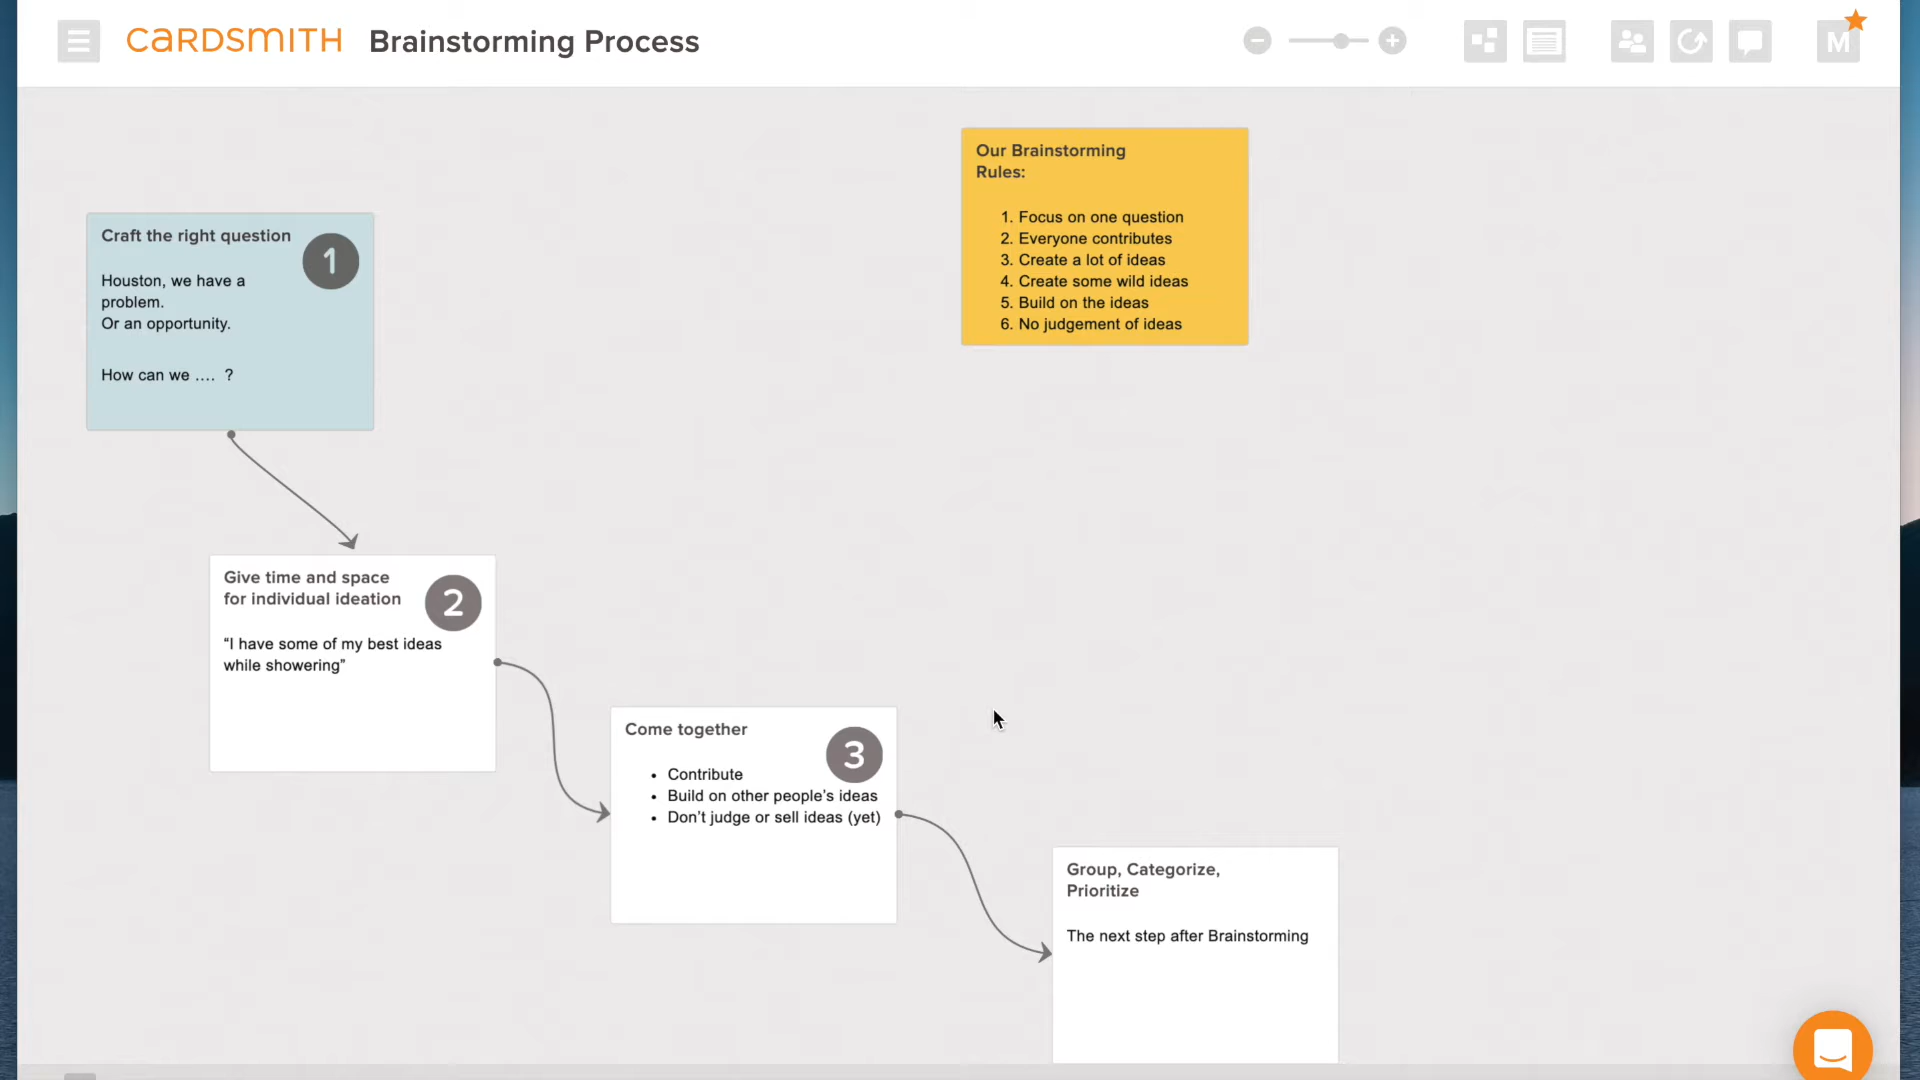 CARDSMITH Brainstorming Process
M
Our Brainstorming
Rules:
1. Focus on one question
2. Everyone contributes
3. Create a lot of ideas
4. Create some wild ideas
5. Build on the ideas
6. No judgement of ideas
Craft the right question
1
Houston, we have a
problem.
Or an opportunity.
How can we .... ?
Give time and space
for individual ideation
2
“I have some of my best ideas
while showering”
Come together
3
• Contribute
• Build on other people’s ideas
• Don’t judge or sell ideas (yet)
Group, Categorize,
Prioritize
The next step after Brainstorming